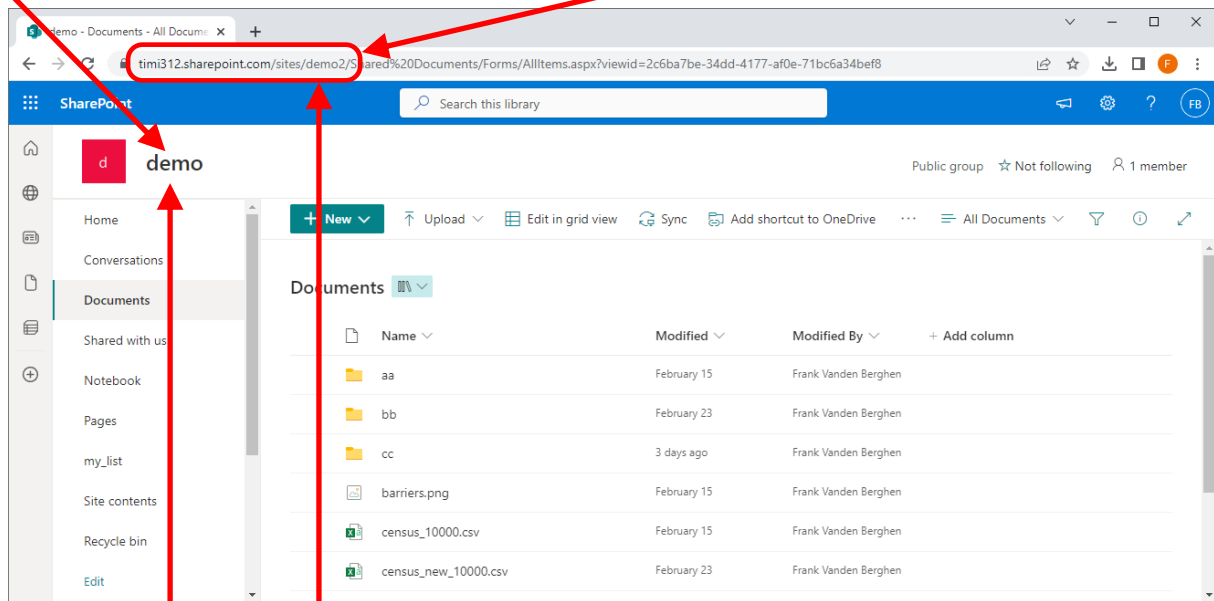 demo - Documents - All Docume
timi312.sharepoint.com/sites/demo2/Shared%20Documents/Forms/AllItems.aspx?viewid=2c6ba7be-34dd-4177-af0e-71bc6a34bef8
F
SharePoint
Search this library
?
FB
d
demo
Public group
Not following
1 member
Home
Conversations
Documents
Shared with us
Notebook
Pages
my_list
Site contents
Recycle bin
Edit
+ New
Upload
Edit in grid view
Sync
Add shortcut to OneDrive
...
All Documents
Documents
Name Modified Modified By + Add column
aa February 15 Frank Vanden Berghen
bb February 23 Frank Vanden Berghen
cc 3 days ago Frank Vanden Berghen
barriers.png February 15 Frank Vanden Berghen
census_10000.csv February 15 Frank Vanden Berghen
census_new_10000.csv February 23 Frank Vanden Berghen